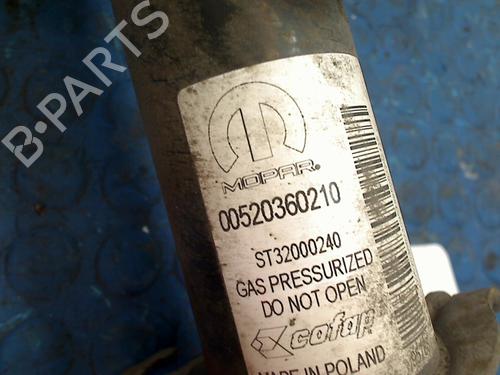 B-PARTS
MOPAR®
00520360210
ST32000240
GAS PRESSURIZED
DO NOT OPEN
cofap
MADE IN POLAND